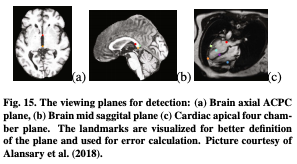 (a) (b) (c)
Fig. 15. The viewing planes for detection: (a) Brain axial ACPC
plane, (b) Brain mid saggital plane (c) Cardiac apical four cham-
ber plane. The landmarks are visualized for better definition
of the plane and used for error calculation. Picture courtesy of
Alansary et al. (2018).